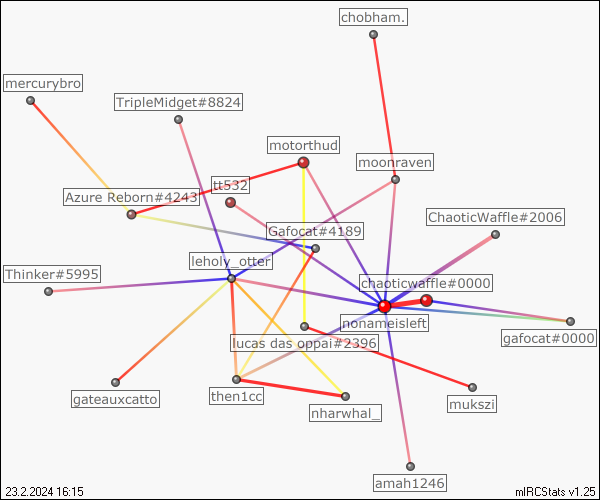 chobham.
mercurybro
TripleMidget#8824
motorthud
moonraven
tt532
Azure Reborn#4243
ChaoticWaffle#2006
Gafocat#4189
leholy_otter
Thinker#5995
chaoticwaffle#0000
nonameisleft
gafocat#0000
lucas das oppai#2396
gateauxcatto
then1cc
nharwhal_
mukszi
amah1246
23.2.2024 16:15
mIRCStats v1.25